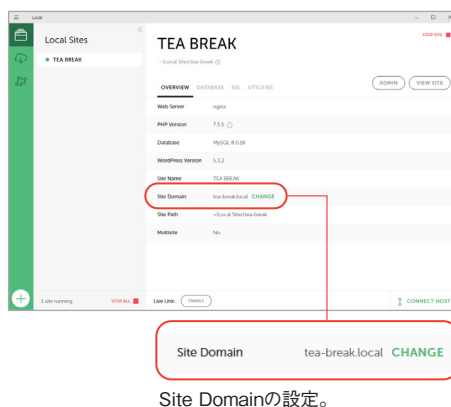 Local
Local Sites
TEA BREAK
TEA BREAK
~\Local Sites\tea-break
STOP SITE
OVERVIEW DATABASE SSL UTILITIES
ADMIN VIEW SITE
Web Server nginx
PHP Version 7.3.5
Database MySQL 8.0.16
WordPress Version 5.3.2
Site Name TEA BREAK
Site Domain tea-break.local CHANGE
Site Path ~\Local Sites\tea-break
Multisite No
1 site running STOP ALL
Live Link ENABLE
CONNECT HOST
Site Domain tea-break.local CHANGE
Site Domainの設定。